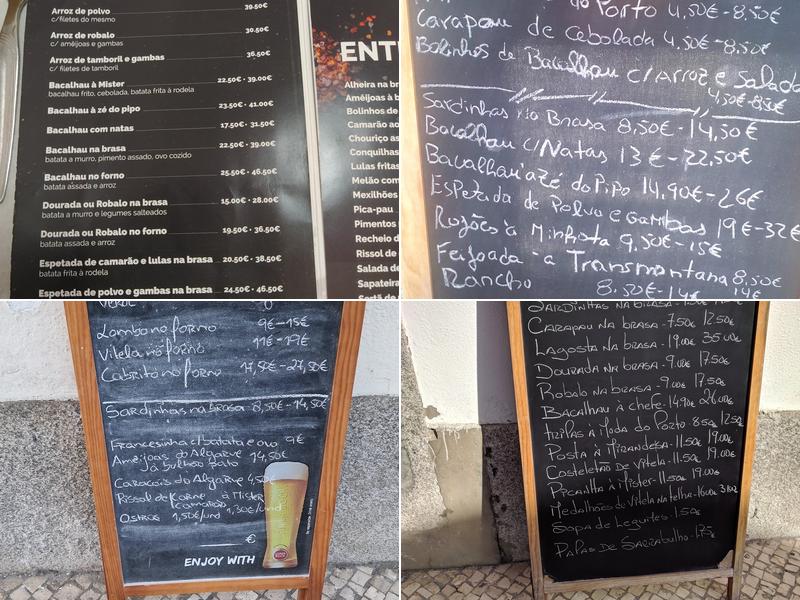 Arroz de polvo 39.50€
c/filetes do mesmo
Arroz de robalo 30.50€
c/ amêijoas e gambas
Arroz de tamboril e gambas 36.50€
c/ filetes de tamboril
Bacalhau à Mister 22.50€ • 39.00€
bacalhau frito, cebolada, batata frita à rodela
Bacalhau à zé do pipo 23.50€ • 41.00€
Bacalhau com natas 17.50€ • 31.50€
Bacalhau na brasa 22.50€ • 39.00€
batata a murro, pimento assado, ovo cozido
Bacalhau no forno 25.50€ • 46.50€
batata assada e arroz
Dourada ou Robalo na brasa 15.00€ • 28.00€
batata a murro e legumes salteados
Dourada ou Robalo no forno 19.50€ • 36.50€
batata assada e arroz
Espetada de camarão e lulas na brasa 20.50€ • 38.50€
batata frita à rodela
Espetada de polvo e gambas na brasa 24.50€ • 46.50€
ENT
Alheira na br
Amêijoas à b
Bolinhos de
Camarão ao
Chouriço as
Conquilhas
Lulas fritas
Melão com
Mexilhões
Pica-pau
Pimentos
Recheio d
Rissol de
Salada de
Sapateira
do Porto 4,50€-8,50€
Carapau de cebolada 4.50€-8,50€
Bolinhos de Bacalhau c/Arroz e salada
4,50€-8,50€
Sardinhas na Brasa 8,50€-14,50€
Bacalhau c/Natas 13€-22,50€
Bacalhau à Zé do Pipo 14,90€-26€
Espetada de Polvo e Gambas 19€-32€
Rojões à Minhota 9,50€-15€
Feijoada à Transmontana 8,50€
14€
Rancho 8.50€-14€
Lombo no forno 9€-15€
Vitela no forno 11€-19€
Cabrito no forno 17,50€-27,50€
Sardinhas na brasa 8,50€-14,50€
Francesinha c/batata e ovo 9€
Amêijoas do Algarve 14,50€
à bulhão pato
Caracóis do Algarve 4,50€
Rissol de Karne à Mister
camarão 1,30€/und
Ostras 1,50€/und
€
ENJOY WITH
Sardinhas na brasa
Carapau na brasa - 7.50€ 12.50€
Lagosta na brasa - 19.00€ 35.00€
Dourada na brasa - 9.00€ 17.50€
Robalo na brasa - 9.00€ 17.50€
Bacalhau à chefe - 14.90€ 26.00€
Tripas à Moda do Porto - 8.50€ 12.50€
Posta à Mirandesa - 11.50€ 19.00€
Costeletão de Vitela - 11.50€ 19.00€
Picanha à Mister - 11.50€ 19.00€
Medalhões de Vitela na telha - 16.00€
Sopa de Legumes - 1.50€
Papas de Sarrabulho - 1.75€